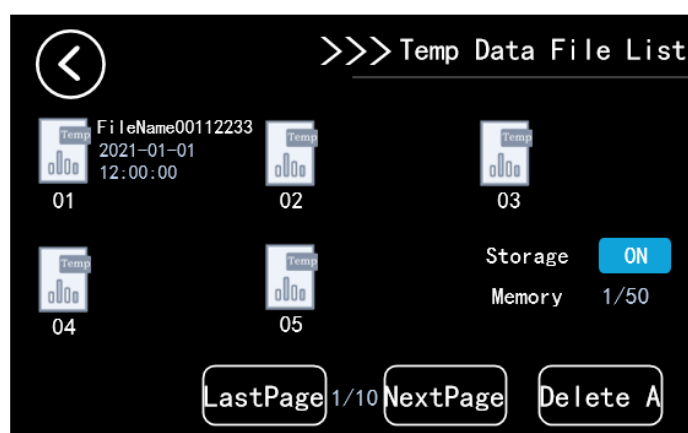 >>> Temp Data File List
Temp
FileName00112233
2021-01-01
12:00:00
01
Temp
02
Temp
03
Temp
04
Temp
05
Storage ON
Memory 1/50
LastPage 1/10 NextPage Delete A